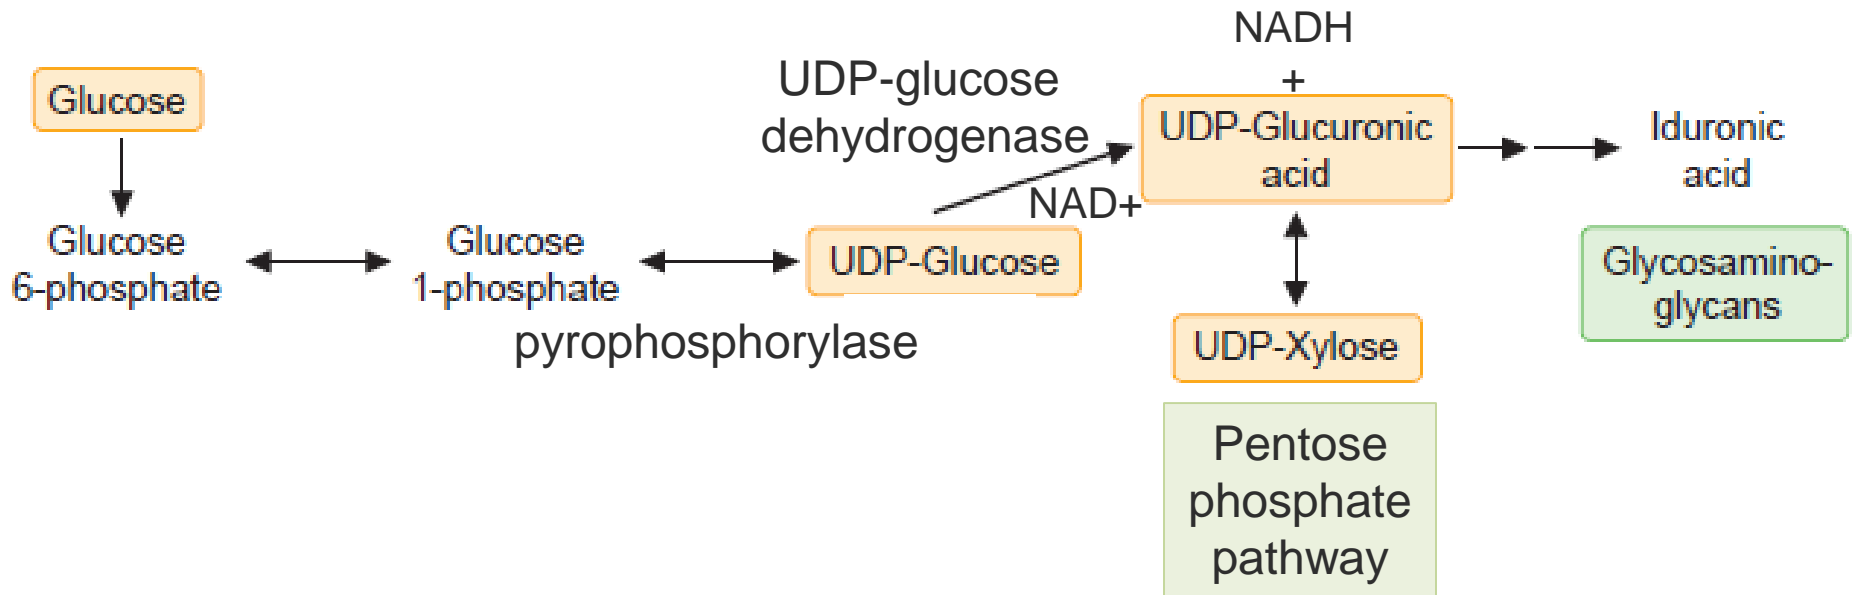 Glucose
Glucose
6-phosphate
Glucose
1-phosphate
pyrophosphorylase
UDP-Glucose
UDP-glucose
dehydrogenase
NAD+
NADH
+
UDP-Glucuronic
acid
Iduronic
acid
Glycosamino-
glycans
UDP-Xylose
Pentose
phosphate
pathway